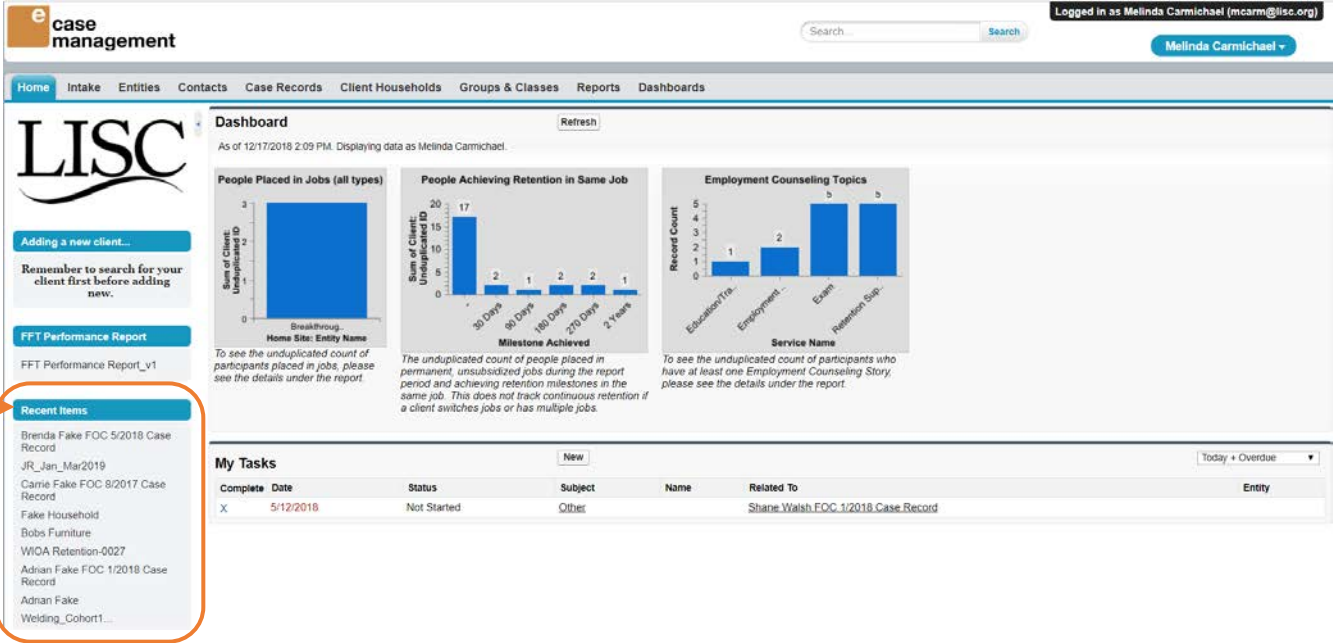 Logged in as Melinda Carmichael (mcarm@lisc.org)
e
case
management
Search...
Search
Melinda Carmichael
Home Intake Entities Contacts Case Records Client Households Groups & Classes Reports Dashboards
LISC
Adding a new client...
Remember to search for your
client first before adding
new.
FFT Performance Report
FFT Performance Report_v1
Recent Items
Brenda Fake FOC 5/2018 Case
Record
JR_Jan_Mar2019
Carrie Fake FOC 8/2017 Case
Record
Fake Household
Bobs Furniture
WIOA Retention-0027
Adrian Fake FOC 1/2018 Case
Record
Adrian Fake
Welding_Cohort1...
Dashboard
Refresh
As of 12/17/2018 2:09 PM. Displaying data as Melinda Carmichael.
People Placed in Jobs (all types)
Sum of Client:
Unduplicated ID
3
2
1
0
Breakthroug..
Home Site: Entity Name
To see the unduplicated count of
participants placed in jobs, please
see the details under the report.
People Achieving Retention in Same Job
Sum of Client:
Unduplicated ID
20
15
10
5
0
17
2
1
2
2
1
-
30 Days
90 Days
180 Days
270 Days
2 Years
Milestone Achieved
The unduplicated count of people placed in
permanent, unsubsidized jobs during the report
period and achieving retention milestones in the
same job. This does not track continuous retention if
a client switches jobs or has multiple jobs.
Employment Counseling Topics
Record Count
5
4
3
2
1
0
1
2
5
5
Education/Tra..
Employment..
Exam
Retention Sup..
Service Name
To see the unduplicated count of participants who
have at least one Employment Counseling Story,
please see the details under the report.
My Tasks
New
Today + Overdue
Complete Date Status Subject Name Related To Entity
X 5/12/2018 Not Started Other Shane Walsh FOC 1/2018 Case Record